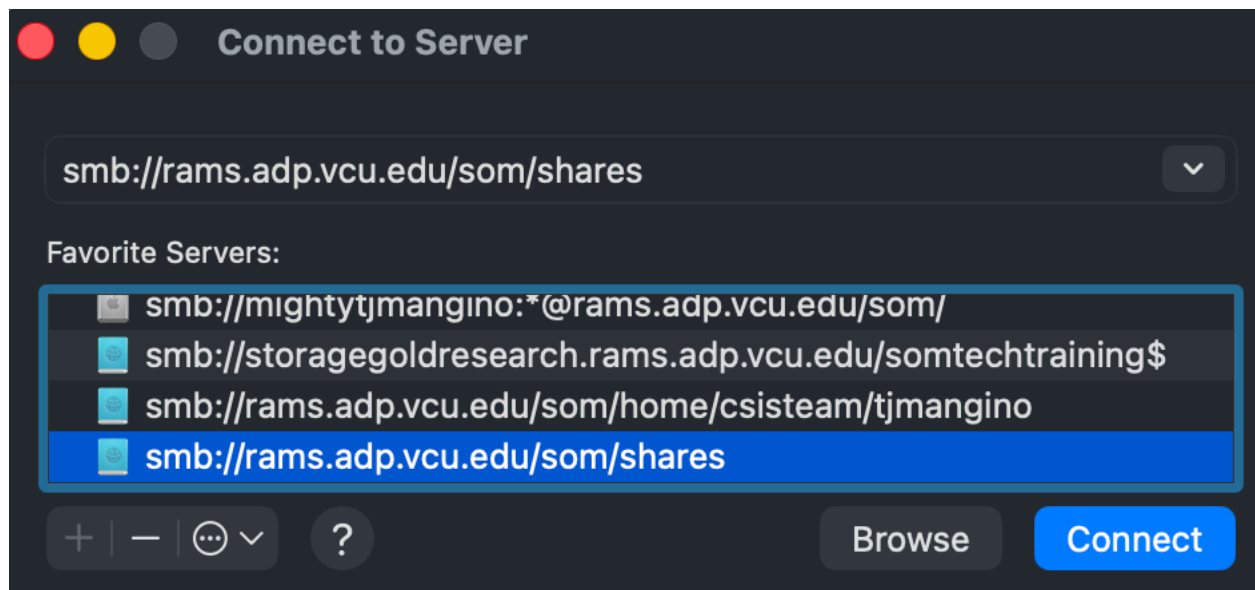 Connect to Server
smb://rams.adp.vcu.edu/som/shares
Favorite Servers:
smb://mightytjmangino:*@rams.adp.vcu.edu/som/
smb://storagegoldresearch.rams.adp.vcu.edu/somtechtraining$
smb://rams.adp.vcu.edu/som/home/csisteam/tjmangino
smb://rams.adp.vcu.edu/som/shares
? Browse Connect